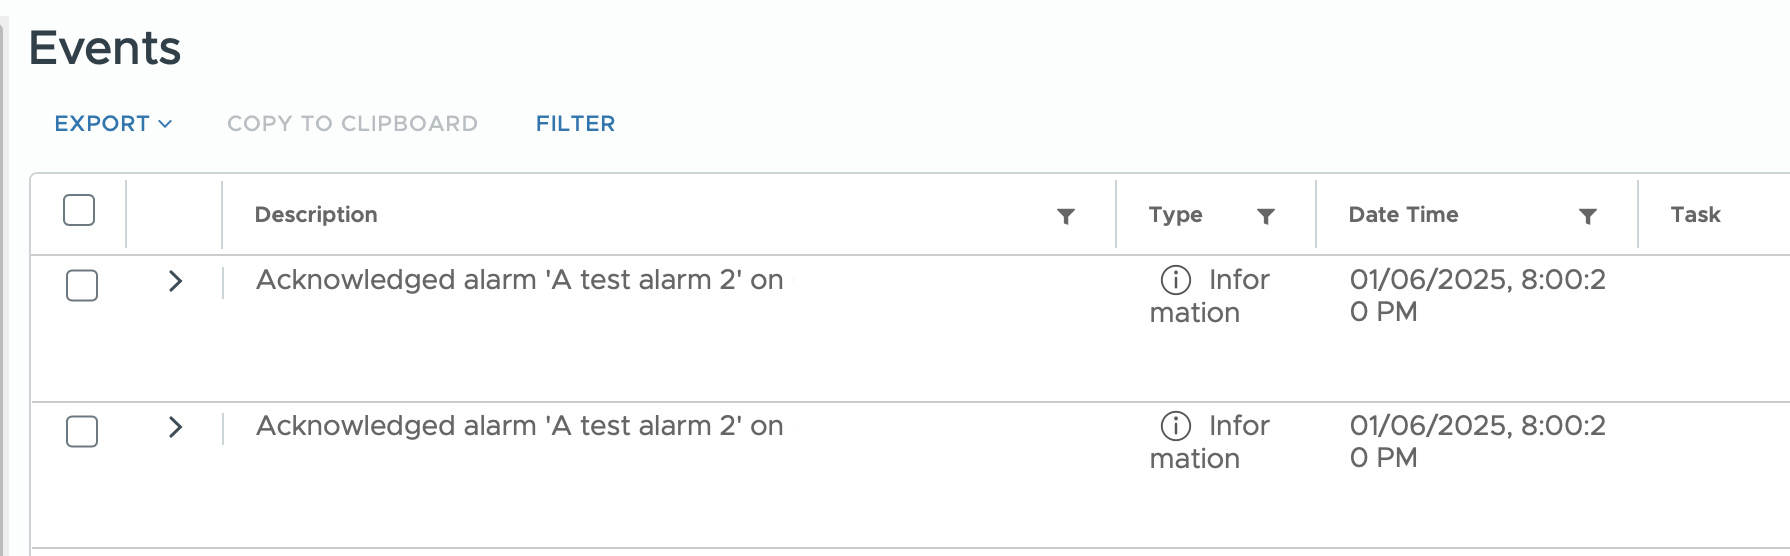 Events
EXPORT COPY TO CLIPBOARD FILTER
Description Type Date Time Task
Acknowledged alarm 'A test alarm 2' on Infor 01/06/2025, 8:00:2
mation 0 PM
Acknowledged alarm 'A test alarm 2' on Infor 01/06/2025, 8:00:2
mation 0 PM